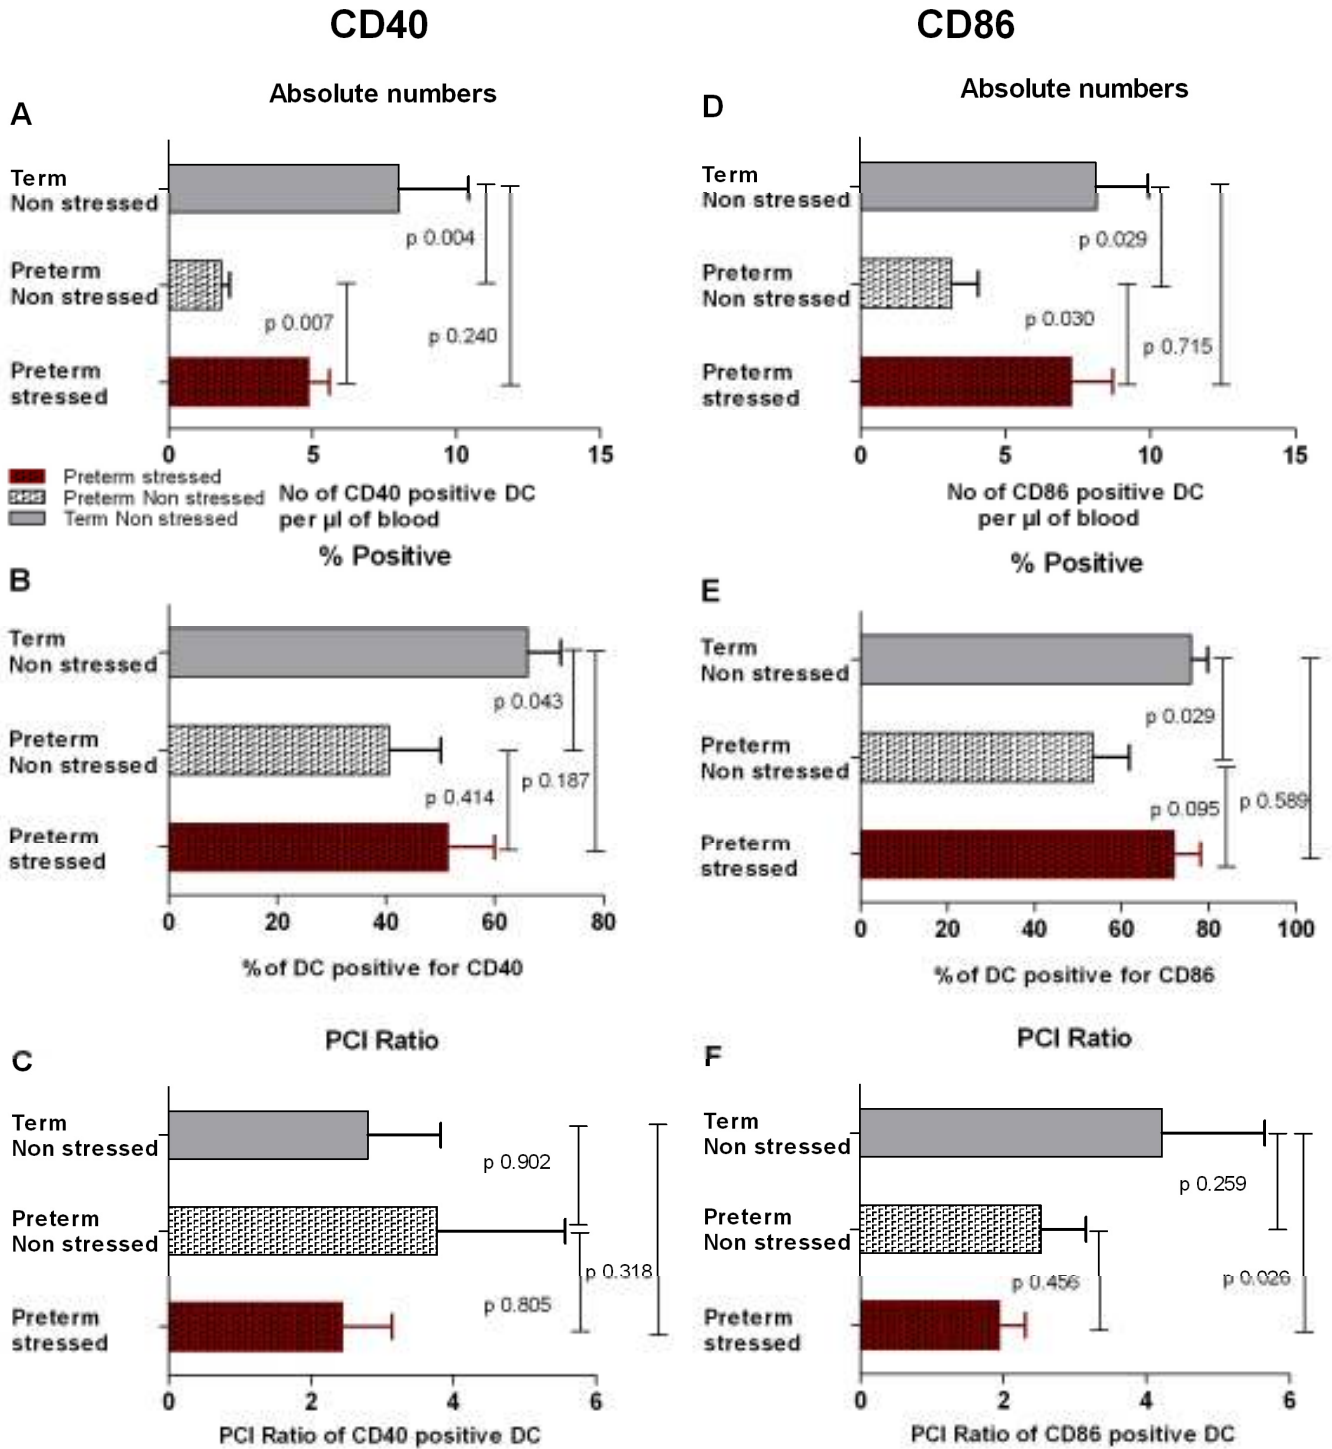 CD40
CD86
A
Absolute numbers
Term
Non stressed
Preterm
Non stressed
Preterm
stressed
p 0.004
p 0.007
p 0.240
0 5 10 15
Preterm stressed
Preterm Non stressed
Term Non stressed
No of CD40 positive DC
per µl of blood
D
Absolute numbers
Term
Non stressed
Preterm
Non stressed
Preterm
stressed
p 0.029
p 0.030
p 0.715
0 5 10 15
No of CD86 positive DC
per µl of blood
B
% Positive
Term
Non stressed
Preterm
Non stressed
Preterm
stressed
p 0.043
p 0.414
p 0.187
0 20 40 60 80
%of DC positive for CD40
E
% Positive
Term
Non stressed
Preterm
Non stressed
Preterm
stressed
p 0.029
p 0.095
p 0.589
0 20 40 60 80 100
%of DC positive for CD86
C
PCI Ratio
Term
Non stressed
Preterm
Non stressed
Preterm
stressed
p 0.902
p 0.318
p 0.805
0 2 4 6
PCI Ratio of CD40 positive DC
F
PCI Ratio
Term
Non stressed
Preterm
Non stressed
Preterm
stressed
p 0.259
p 0.456
p 0.026
0 2 4 6
PCI Ratio of CD86 positive DC